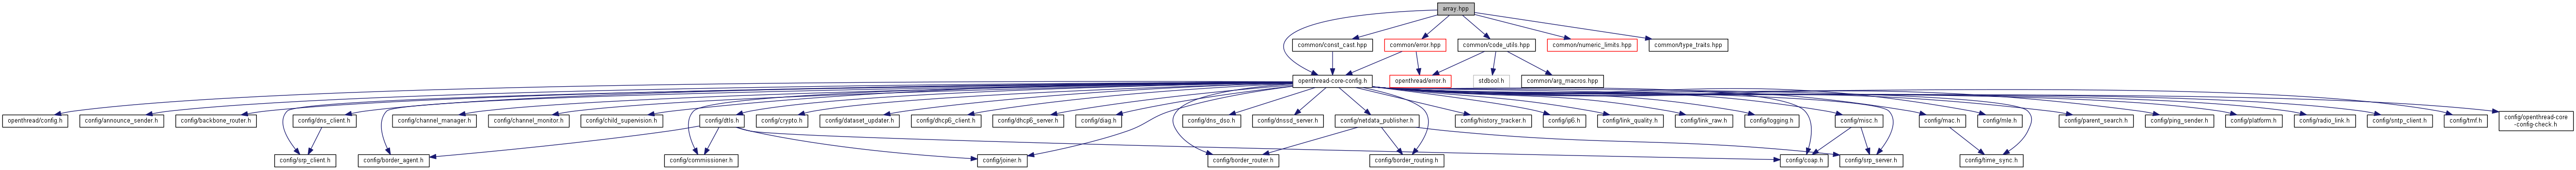 array.hpp
common/const_cast.hpp
common/error.hpp
common/code_utils.hpp
common/numeric_limits.hpp
common/type_traits.hpp
openthread-core-config.h
openthread/error.h
stdbool.h
common/arg_macros.hpp
openthread/config.h
config/announce_sender.h
config/backbone_router.h
config/dns_client.h
config/channel_manager.h
config/channel_monitor.h
config/child_supervision.h
config/dtls.h
config/crypto.h
config/dataset_updater.h
config/dhcp6_client.h
config/dhcp6_server.h
config/diag.h
config/dns_dso.h
config/dnssd_server.h
config/netdata_publisher.h
config/history_tracker.h
config/ip6.h
config/link_quality.h
config/link_raw.h
config/logging.h
config/misc.h
config/mac.h
config/mle.h
config/parent_search.h
config/ping_sender.h
config/platform.h
config/radio_link.h
config/sntp_client.h
config/tmf.h
config/openthread-core
-config-check.h
config/srp_client.h
config/border_agent.h
config/commissioner.h
config/joiner.h
config/border_router.h
config/border_routing.h
config/coap.h
config/srp_server.h
config/time_sync.h